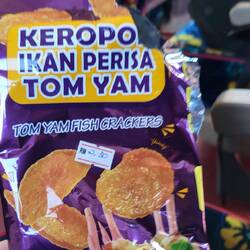 KEROPO
IKAN PERISA
TOM YAM
TOM YAM FISH CRACKERS